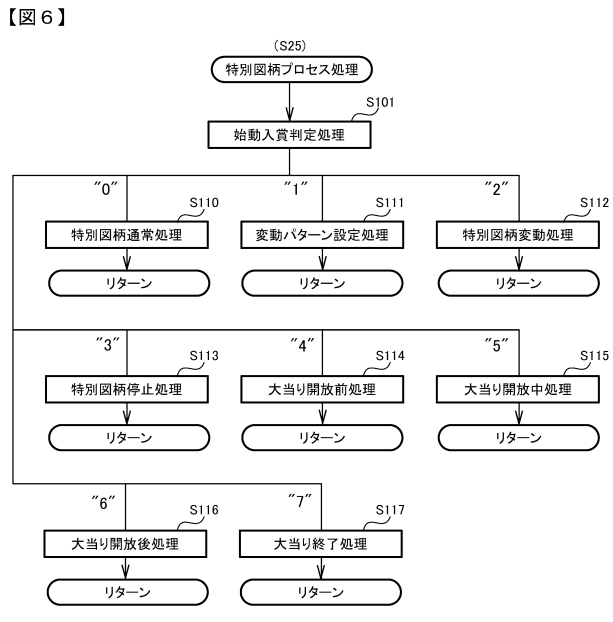 【図６】
（S25）
特別図柄プロセス処理
S101
始動入賞判定処理
"0" "1" "2"
S110 S111 S112
特別図柄通常処理 変動パターン設定処理 特別図柄変動処理
リターン リターン リターン
"3" "4" "5"
S113 S114 S115
特別図柄停止処理 大当り開放前処理 大当り開放中処理
リターン リターン リターン
"6" "7"
S116 S117
大当り開放後処理 大当り終了処理
リターン リターン